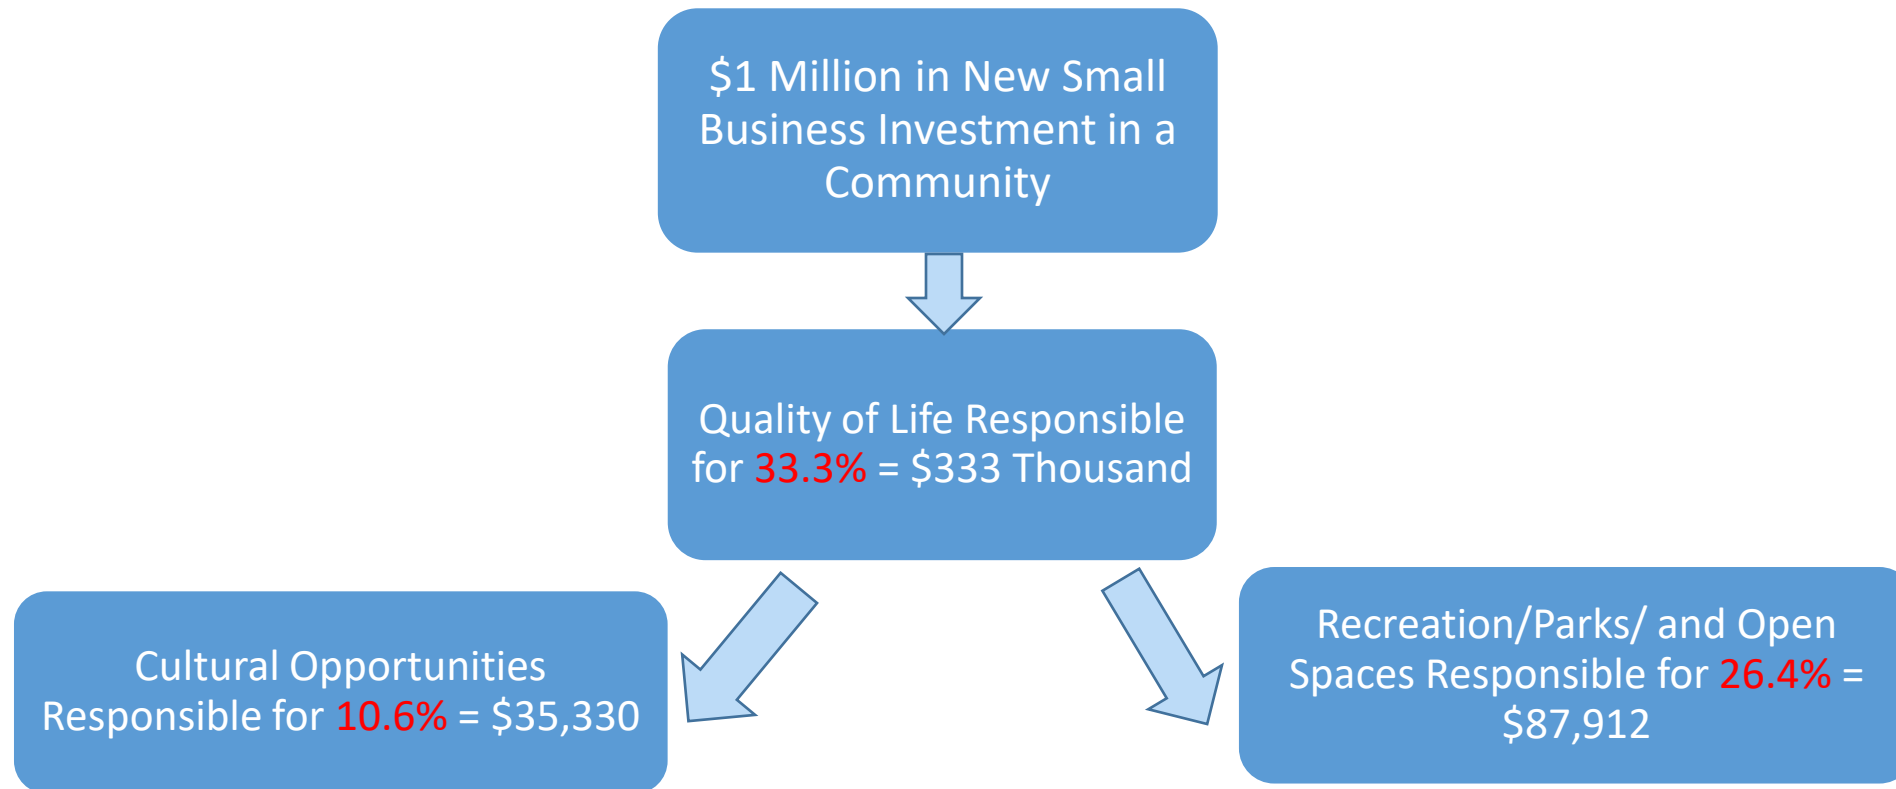 $1 Million in New Small
Business Investment in a
Community
Quality of Life Responsible
for 33.3% = $333 Thousand
Cultural Opportunities
Responsible for 10.6% = $35,330
Recreation/Parks/ and Open
Spaces Responsible for 26.4% =
$87,912